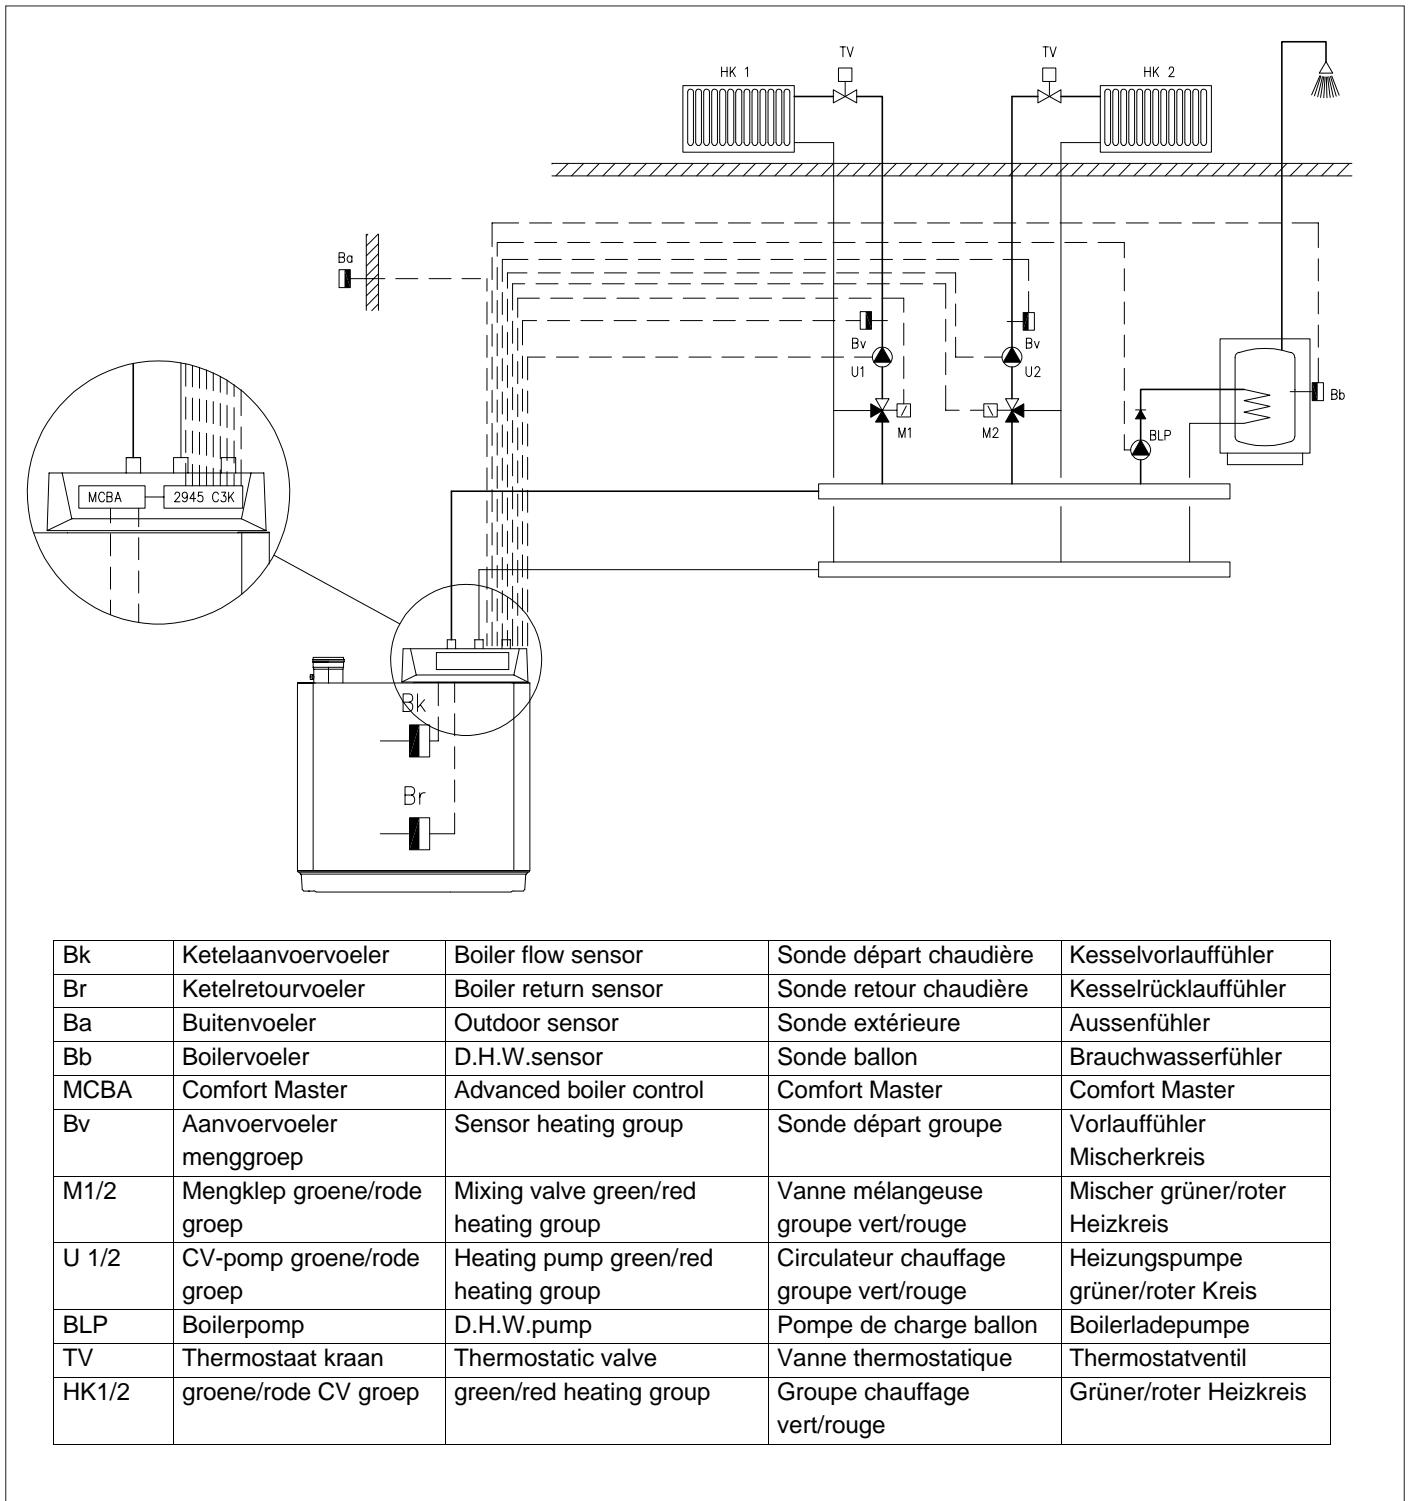 TV
TV
HK 1
HK 2
Ba
Bv
Bv
U1
U2
Bb
M1
M2
BLP
MCBA
2945 C3K
Bk
Br
Bk Ketelaanvoervoeler Boiler flow sensor Sonde départ chaudière Kesselvorlauffühler
Br Ketelretourvoeler Boiler return sensor Sonde retour chaudière Kesselrücklauffühler
Ba Buitenvoeler Outdoor sensor Sonde extérieure Aussenfühler
Bb Boilervoeler D.H.W.sensor Sonde ballon Brauchwasserfühler
MCBA Comfort Master Advanced boiler control Comfort Master Comfort Master
Bv Aanvoervoeler Sensor heating group Sonde départ groupe Vorlauffühler
menggroep Mischerkreis
M1/2 Mengklep groene/rode Mixing valve green/red Vanne mélangeuse Mischer grüner/roter
groep heating group groupe vert/rouge Heizkreis
U 1/2 CV-pomp groene/rode Heating pump green/red Circulateur chauffage Heizungspumpe
groep heating group groupe vert/rouge grüner/roter Kreis
BLP Boilerpomp D.H.W.pump Pompe de charge ballon Boilerladepumpe
TV Thermostaat kraan Thermostatic valve Vanne thermostatique Thermostatventil
HK1/2 groene/rode CV groep green/red heating group Groupe chauffage Grüner/roter Heizkreis
vert/rouge